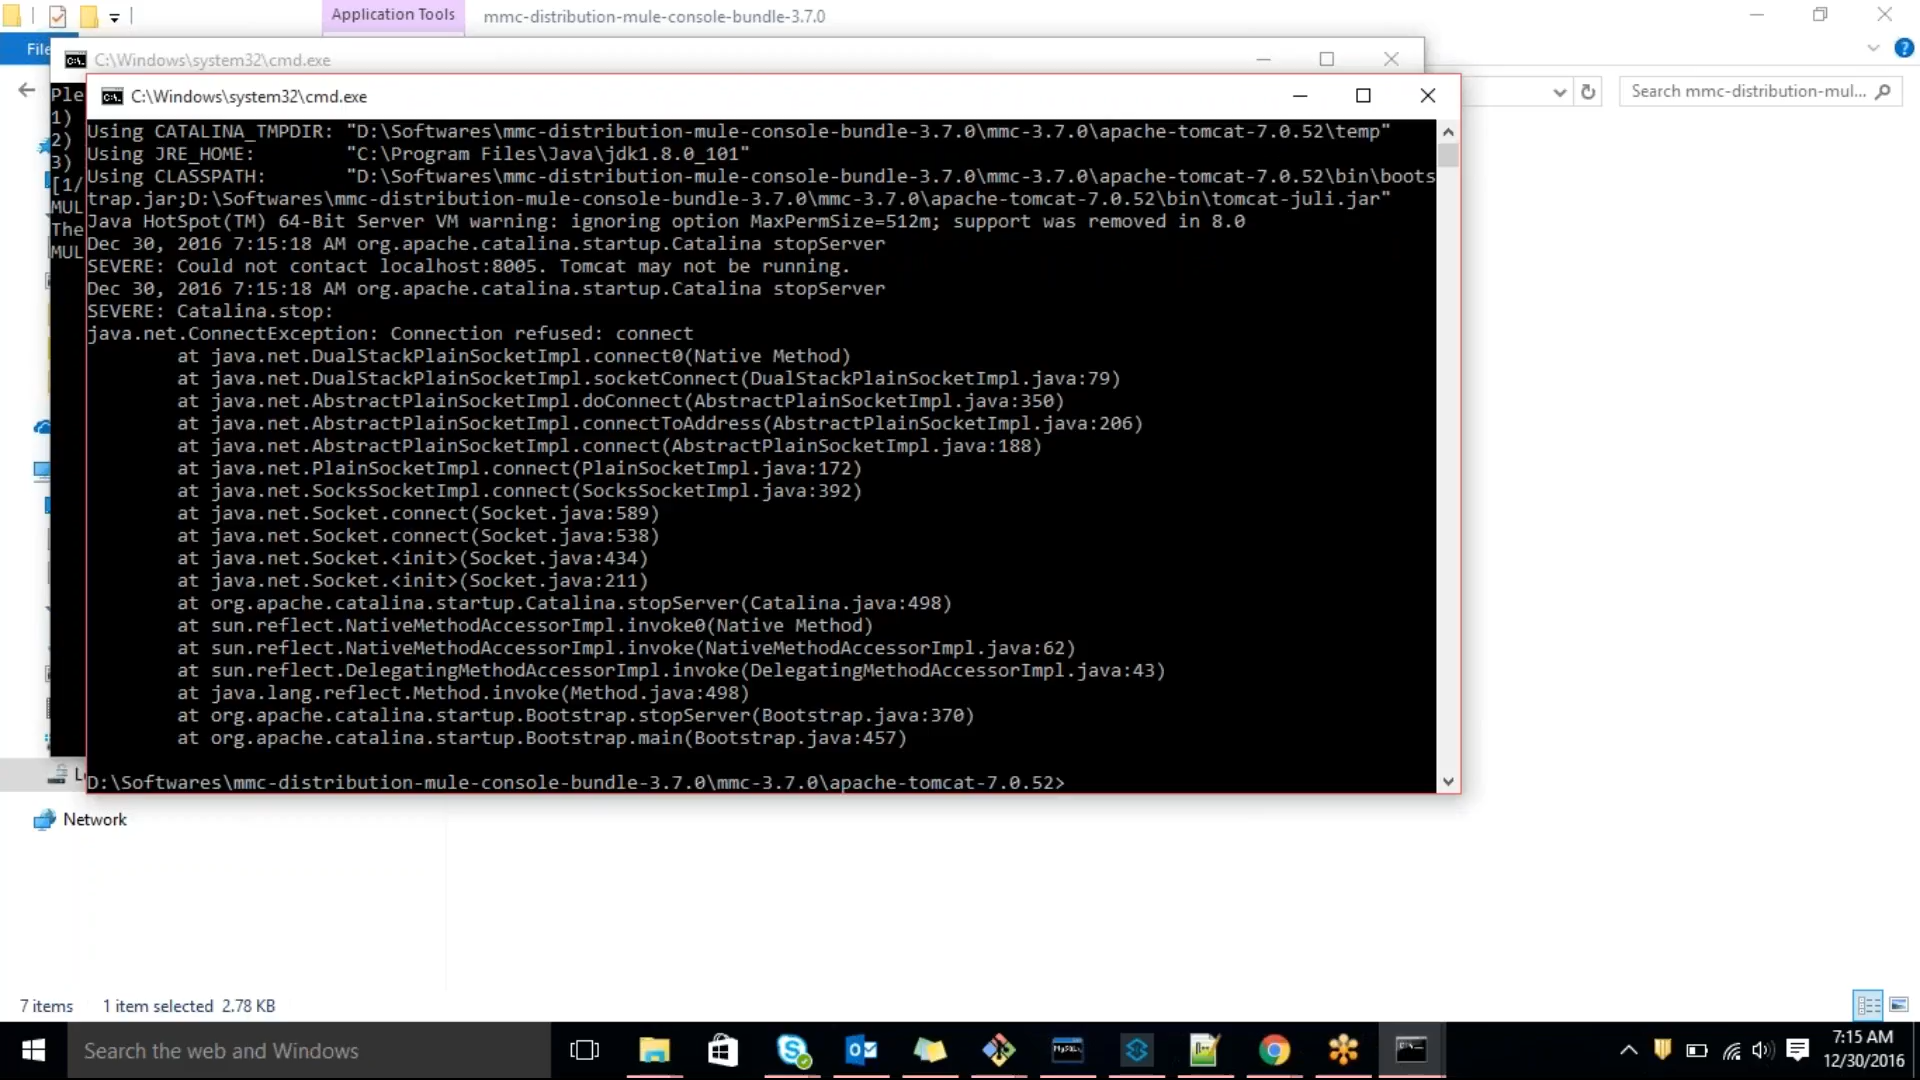 Application Tools
mmc-distribution-mule-console-bundle-3.7.0
File
C:\Windows\system32\cmd.exe
Search mmc-distribution-mul...
Ple
1)
2)
3)
[1/
MUL
The
MUL
C:\Windows\system32\cmd.exe
Using CATALINA_TMPDIR: "D:\Softwares\mmc-distribution-mule-console-bundle-3.7.0\mmc-3.7.0\apache-tomcat-7.0.52\temp"
Using JRE_HOME:        "C:\Program Files\Java\jdk1.8.0_101"
Using CLASSPATH:       "D:\Softwares\mmc-distribution-mule-console-bundle-3.7.0\mmc-3.7.0\apache-tomcat-7.0.52\bin\boots
trap.jar;D:\Softwares\mmc-distribution-mule-console-bundle-3.7.0\mmc-3.7.0\apache-tomcat-7.0.52\bin\tomcat-juli.jar"
Java HotSpot(TM) 64-Bit Server VM warning: ignoring option MaxPermSize=512m; support was removed in 8.0
Dec 30, 2016 7:15:18 AM org.apache.catalina.startup.Catalina stopServer
SEVERE: Could not contact localhost:8005. Tomcat may not be running.
Dec 30, 2016 7:15:18 AM org.apache.catalina.startup.Catalina stopServer
SEVERE: Catalina.stop:
java.net.ConnectException: Connection refused: connect
        at java.net.DualStackPlainSocketImpl.connect0(Native Method)
        at java.net.DualStackPlainSocketImpl.socketConnect(DualStackPlainSocketImpl.java:79)
        at java.net.AbstractPlainSocketImpl.doConnect(AbstractPlainSocketImpl.java:350)
        at java.net.AbstractPlainSocketImpl.connectToAddress(AbstractPlainSocketImpl.java:206)
        at java.net.AbstractPlainSocketImpl.connect(AbstractPlainSocketImpl.java:188)
        at java.net.PlainSocketImpl.connect(PlainSocketImpl.java:172)
        at java.net.SocksSocketImpl.connect(SocksSocketImpl.java:392)
        at java.net.Socket.connect(Socket.java:589)
        at java.net.Socket.connect(Socket.java:538)
        at java.net.Socket.<init>(Socket.java:434)
        at java.net.Socket.<init>(Socket.java:211)
        at org.apache.catalina.startup.Catalina.stopServer(Catalina.java:498)
        at sun.reflect.NativeMethodAccessorImpl.invoke0(Native Method)
        at sun.reflect.NativeMethodAccessorImpl.invoke(NativeMethodAccessorImpl.java:62)
        at sun.reflect.DelegatingMethodAccessorImpl.invoke(DelegatingMethodAccessorImpl.java:43)
        at java.lang.reflect.Method.invoke(Method.java:498)
        at org.apache.catalina.startup.Bootstrap.stopServer(Bootstrap.java:370)
        at org.apache.catalina.startup.Bootstrap.main(Bootstrap.java:457)
D:\Softwares\mmc-distribution-mule-console-bundle-3.7.0\mmc-3.7.0\apache-tomcat-7.0.52>
Network
7 items
1 item selected 2.78 KB
Search the web and Windows
MySQL
7:15 AM
12/30/2016